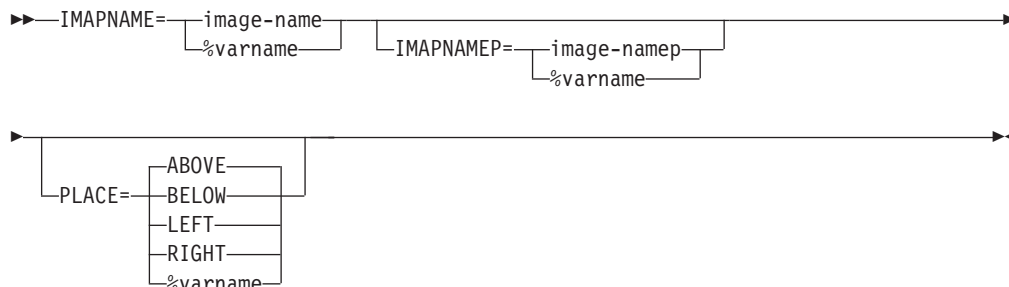 IMAPNAME= image-name
%varname
IMAPNAMEP= image-namep
%varname
ABOVE
PLACE= BELOW
LEFT
RIGHT
%varname